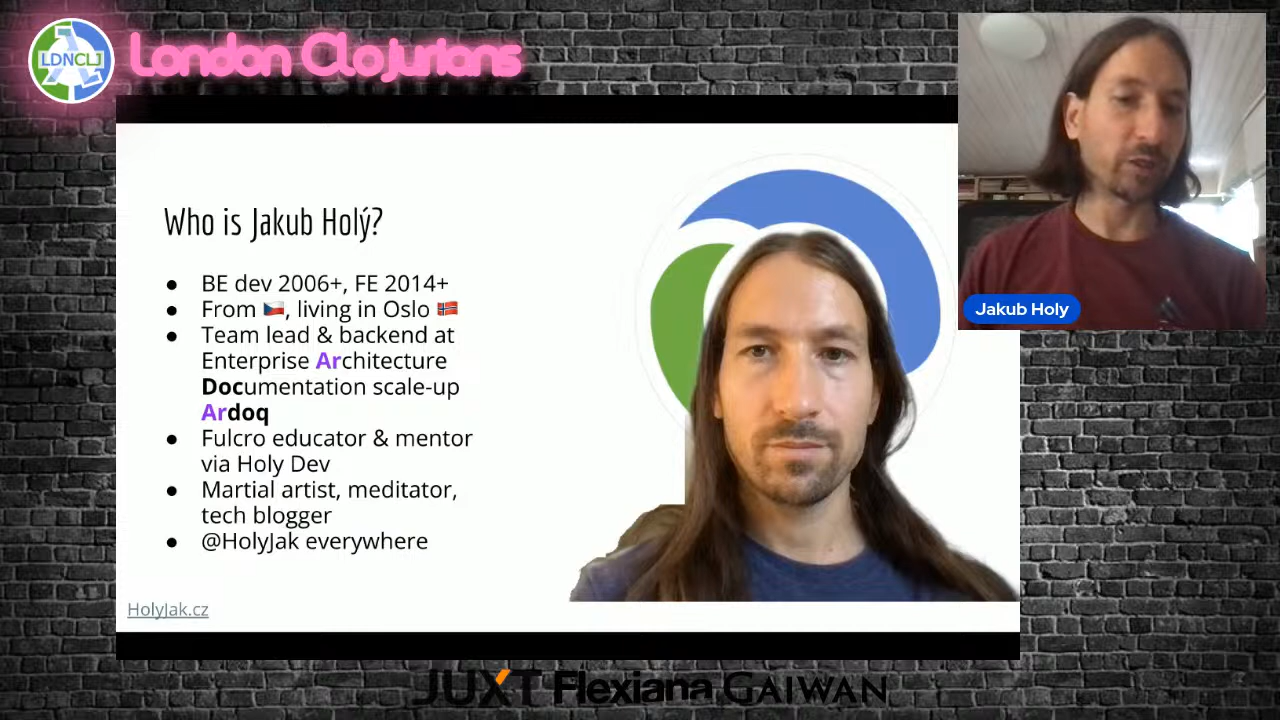 LDNCLJ
London Clojurians
Who is Jakub Holý?
● BE dev 2006+, FE 2014+
● From 🇨🇿, living in Oslo 🇳🇴
● Team lead & backend at
Enterprise Architecture
Documentation scale-up
Ardoq
● Fulcro educator & mentor
via Holy Dev
● Martial artist, meditator,
tech blogger
● @HolyJak everywhere
HolyJak.cz
Jakub Holy
JUXT Flexiana GAIWAN